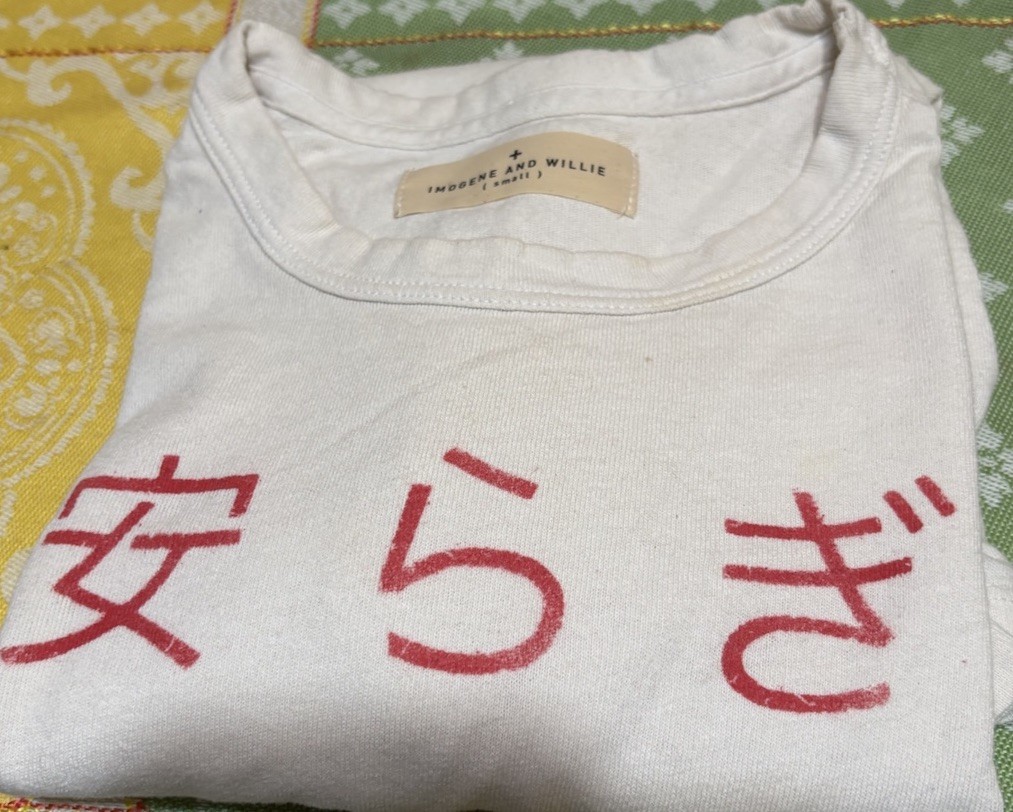 +
IMOGENE AND WILLIE
( small )
安らぎ